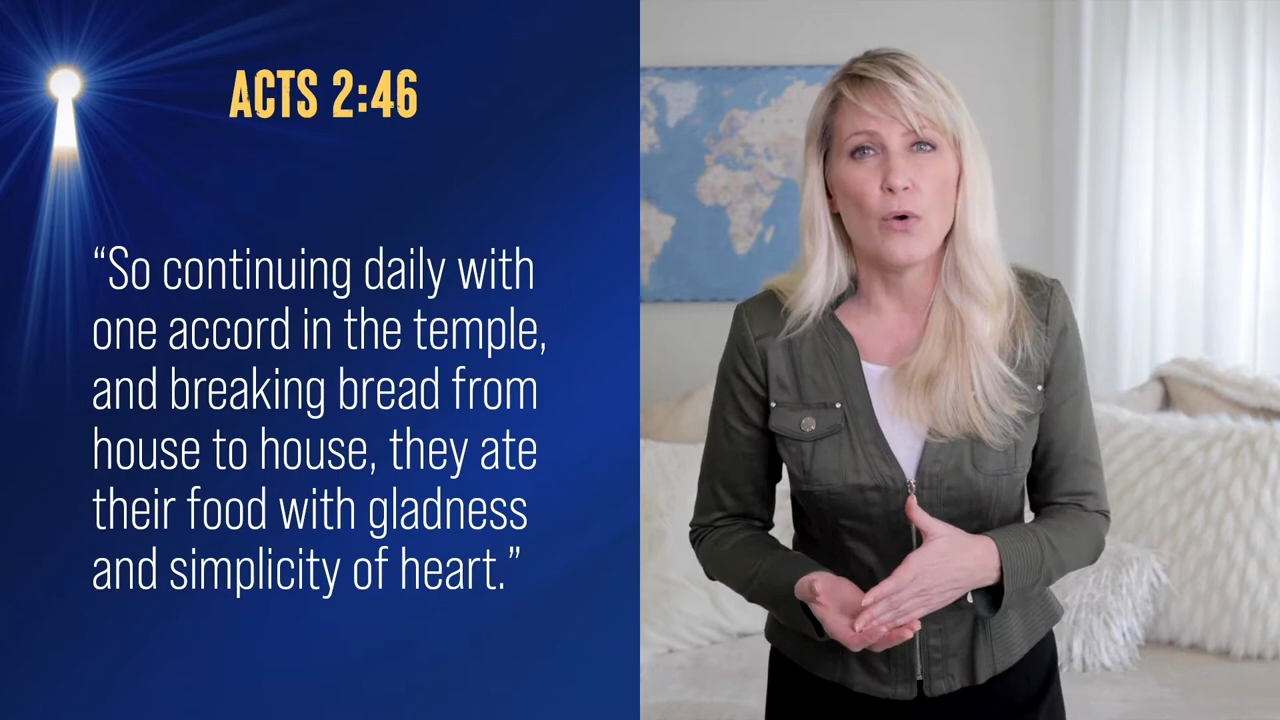 ACTS 2:46
“So continuing daily with
one accord in the temple,
and breaking bread from
house to house, they ate
their food with gladness
and simplicity of heart.”